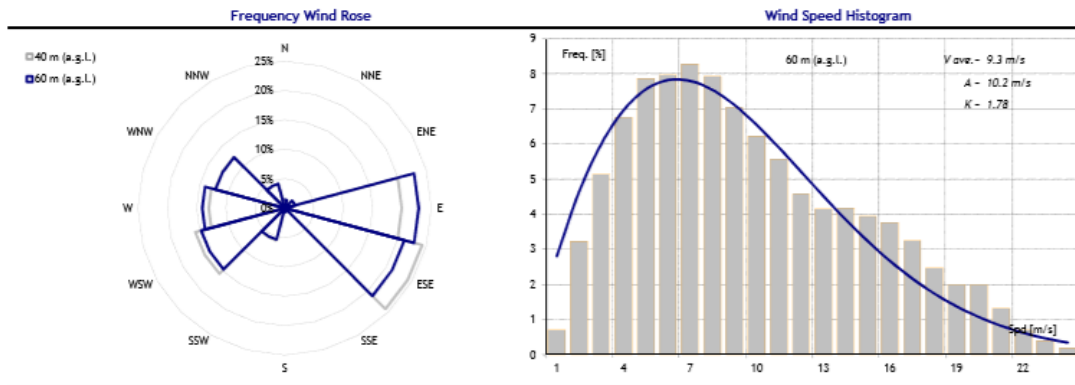 Frequency Wind Rose
40 m (a.g.l.)
60 m (a.g.l.)
N
NNE
ENE
E
ESE
SSE
S
SSW
WSW
W
WNW
NNW
25%
20%
15%
10%
5%
0%
Wind Speed Histogram
Freq. [%]
60 m (a.g.l.)
V ave.- 9.3 m/s
A - 10.2 m/s
K - 1.78
9
8
7
6
5
4
3
2
1
0
Spd [m/s]
1 4 7 10 13 16 19 22